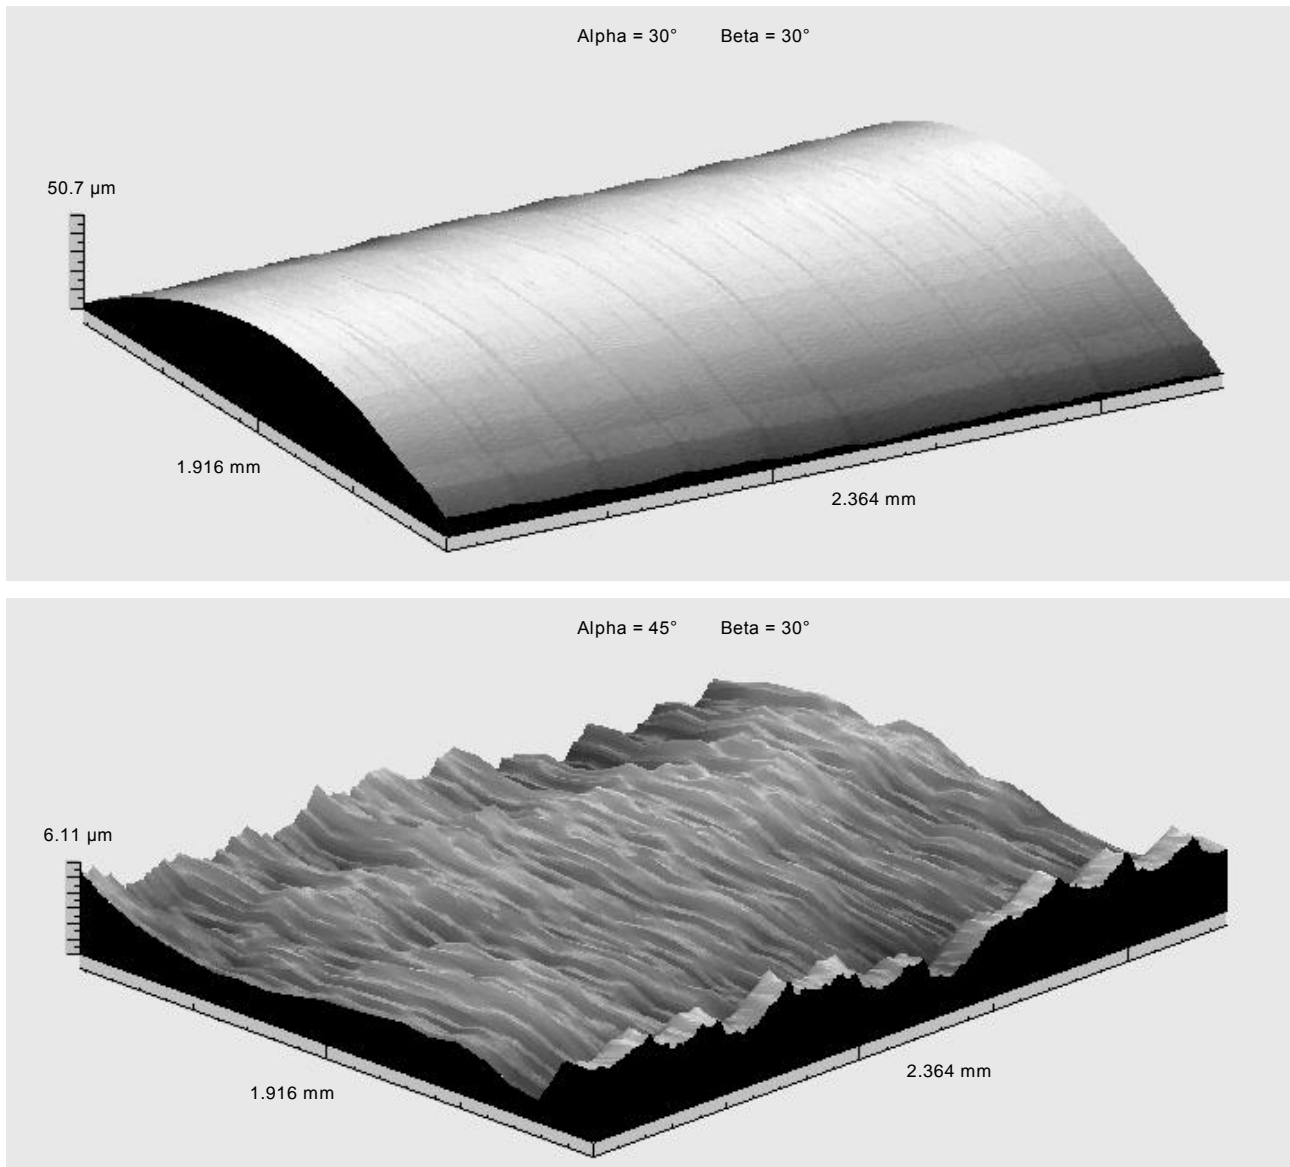 Alpha = 30° Beta = 30°
50.7 µm
1.916 mm
2.364 mm
Alpha = 45° Beta = 30°
6.11 µm
2.364 mm
1.916 mm